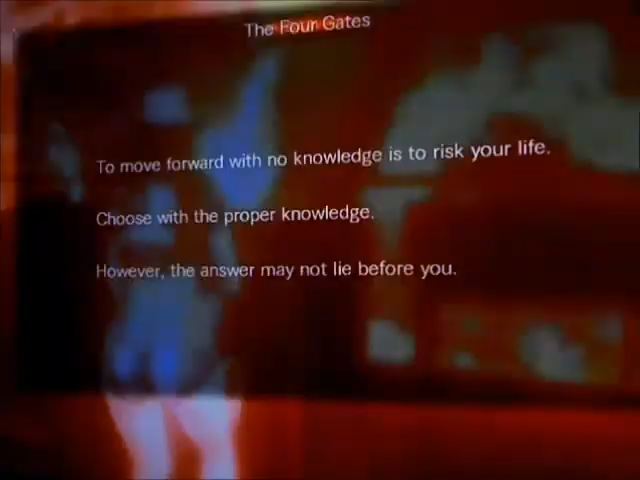 The Four Gates
To move forward with no knowledge is to risk your life.
Choose with the proper knowledge.
However, the answer may not lie before you.